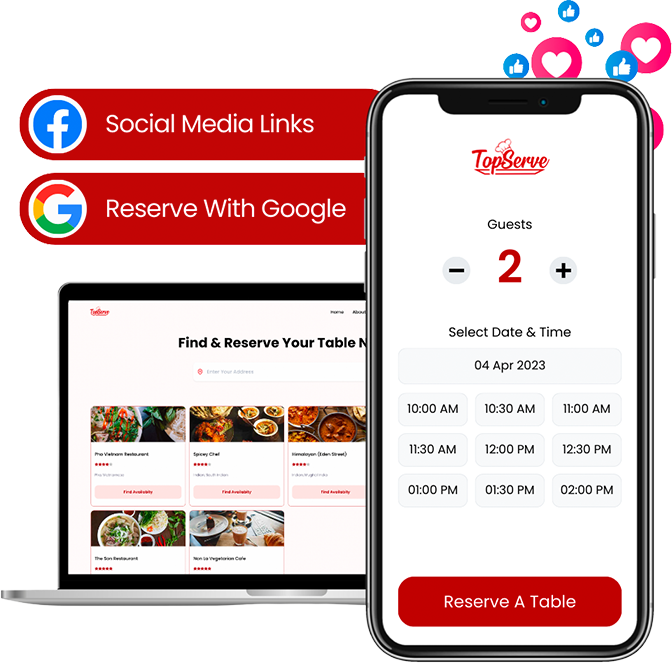 Social Media Links
Reserve With Google
TopServe
Guests
2
Select Date & Time
04 Apr 2023
10:00 AM 10:30 AM 11:00 AM
11:30 AM 12:00 PM 12:30 PM
01:00 PM 01:30 PM 02:00 PM
Reserve A Table
TopServe
Home About
Find & Reserve Your Table N
Enter Your Address
Pho Vietnam Restaurant
Spicey Chef
Himalayan (Eden Street)
Find Availability
Find Availability
Find Availability
The Son Restaurant
Non La Vegetarian Cafe